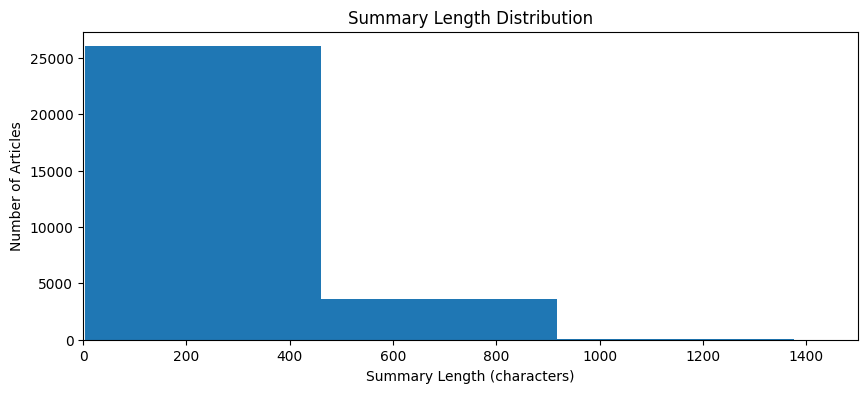 Summary Length Distribution
Number of Articles
25000
20000
15000
10000
5000
0
0 200 400 600 800 1000 1200 1400
Summary Length (characters)